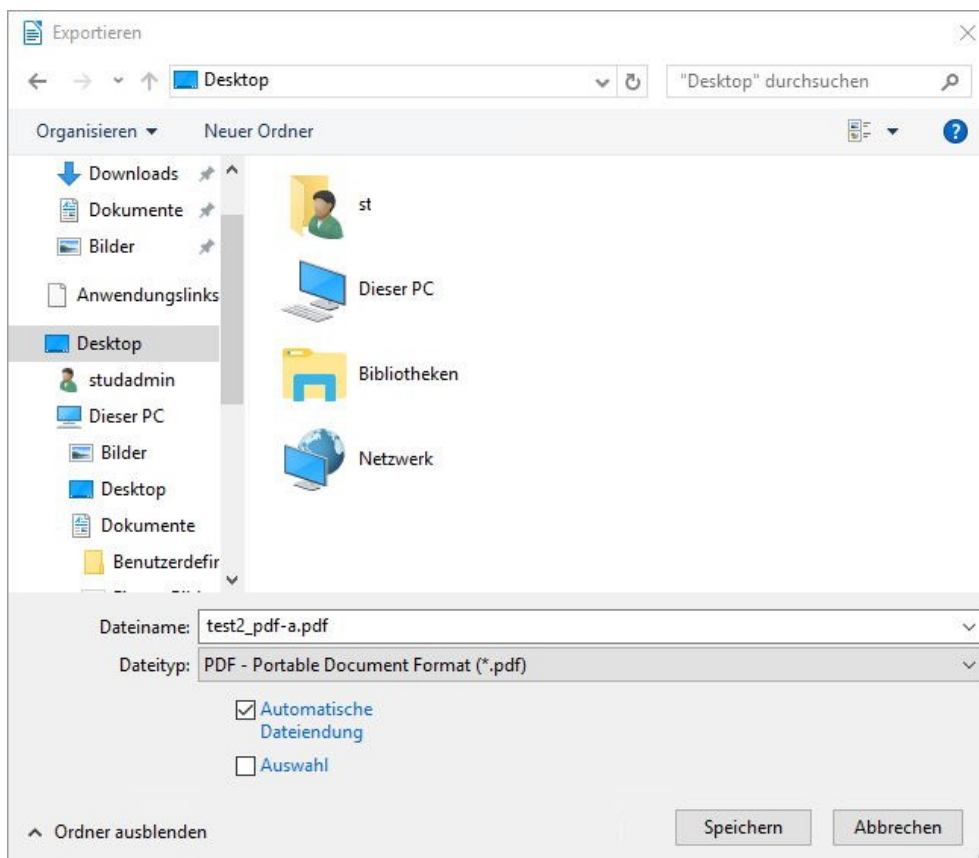 Exportieren
Desktop
"Desktop" durchsuchen
Organisieren
Neuer Ordner
Downloads
Dokumente
Bilder
Anwendungslinks
Desktop
studadmin
Dieser PC
Bilder
Desktop
Dokumente
Benutzerdefir
st
Dieser PC
Bibliotheken
Netzwerk
Dateiname: test2_pdf-a.pdf
Dateityp: PDF - Portable Document Format (*.pdf)
Automatische
Dateiendung
Auswahl
Ordner ausblenden
Speichern
Abbrechen